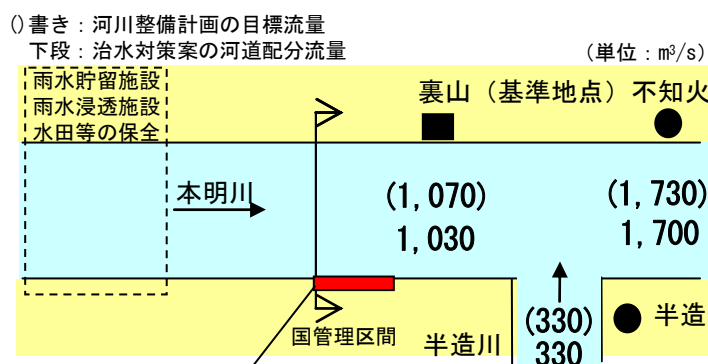 ()書き：河川整備計画の目標流量
下段：治水対策案の河道配分流量
(単位：m³/s)
雨水貯留施設
雨水浸透施設
水田等の保全
裏山（基準地点）
不知火
本明川
(1,070)
1,030
(1,730)
1,700
国管理区間
半造川
(330)
330
半造